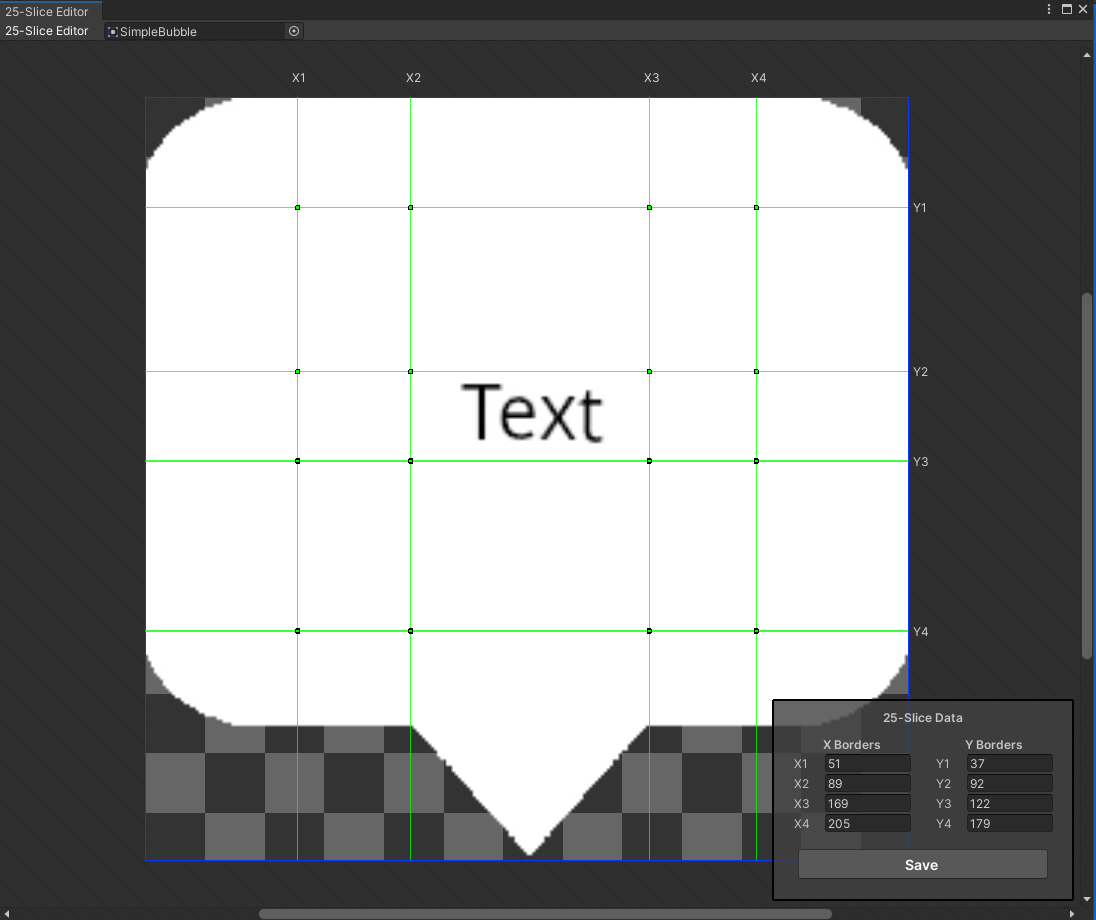 25-Slice Editor
25-Slice Editor SimpleBubble
X1 X2 X3 X4
Y1
Y2
Text
Y3
Y4
25-Slice Data
X Borders Y Borders
X1 51 Y1 37
X2 89 Y2 92
X3 169 Y3 122
X4 205 Y4 179
Save